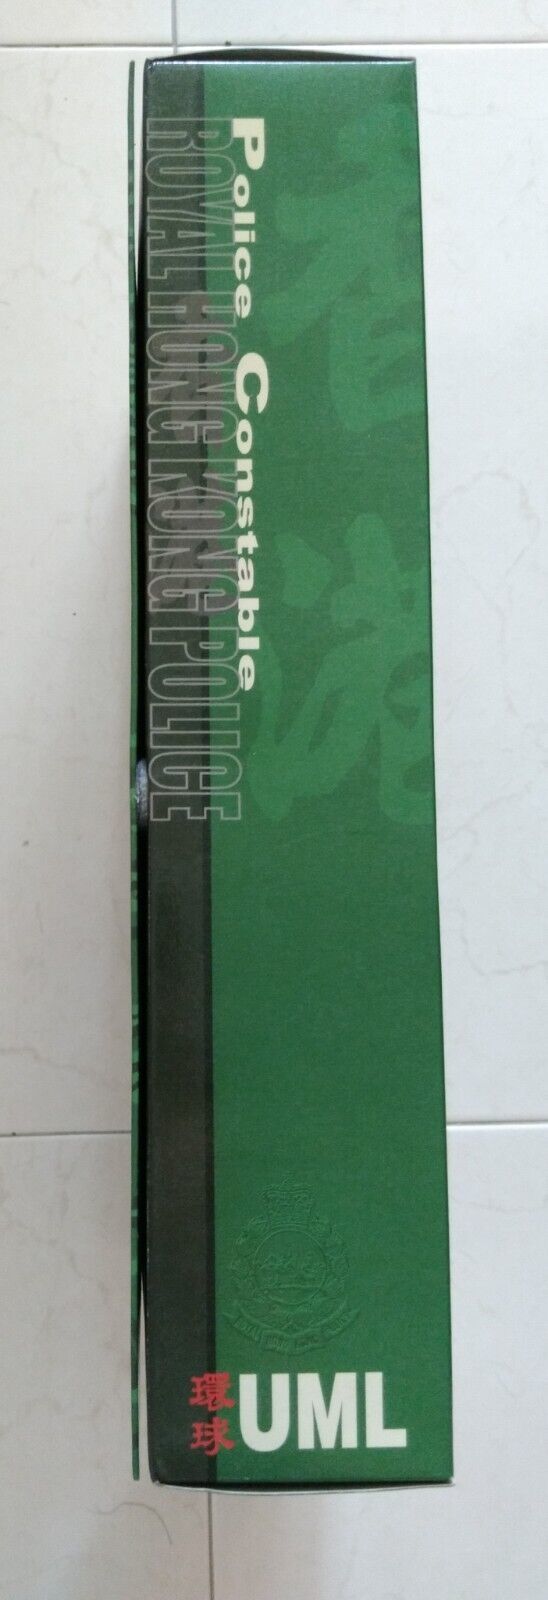 Police Constable
ROYAL HONG KONG POLICE
環球
UML